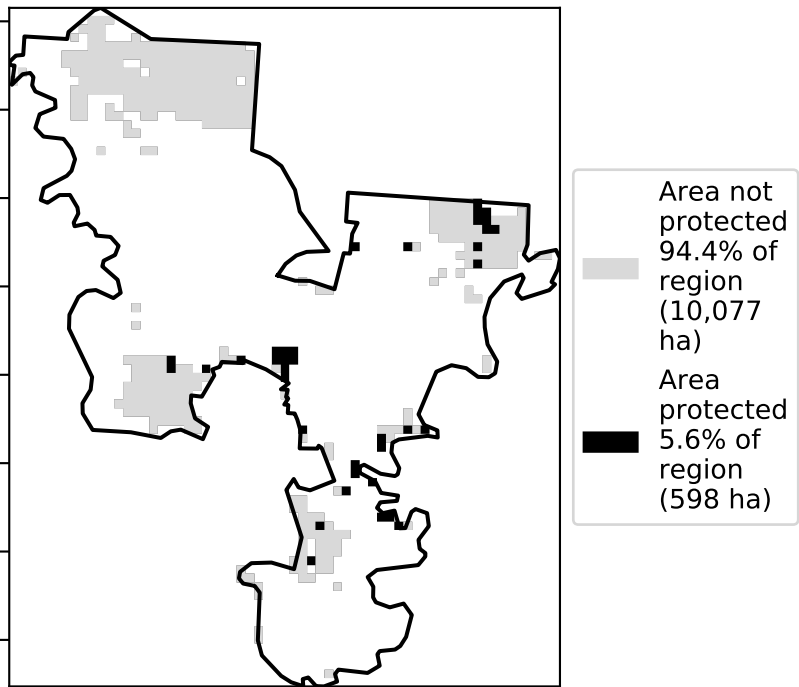 Area not
protected
94.4% of
region
(10,077
ha)
Area
protected
5.6% of
region
(598 ha)